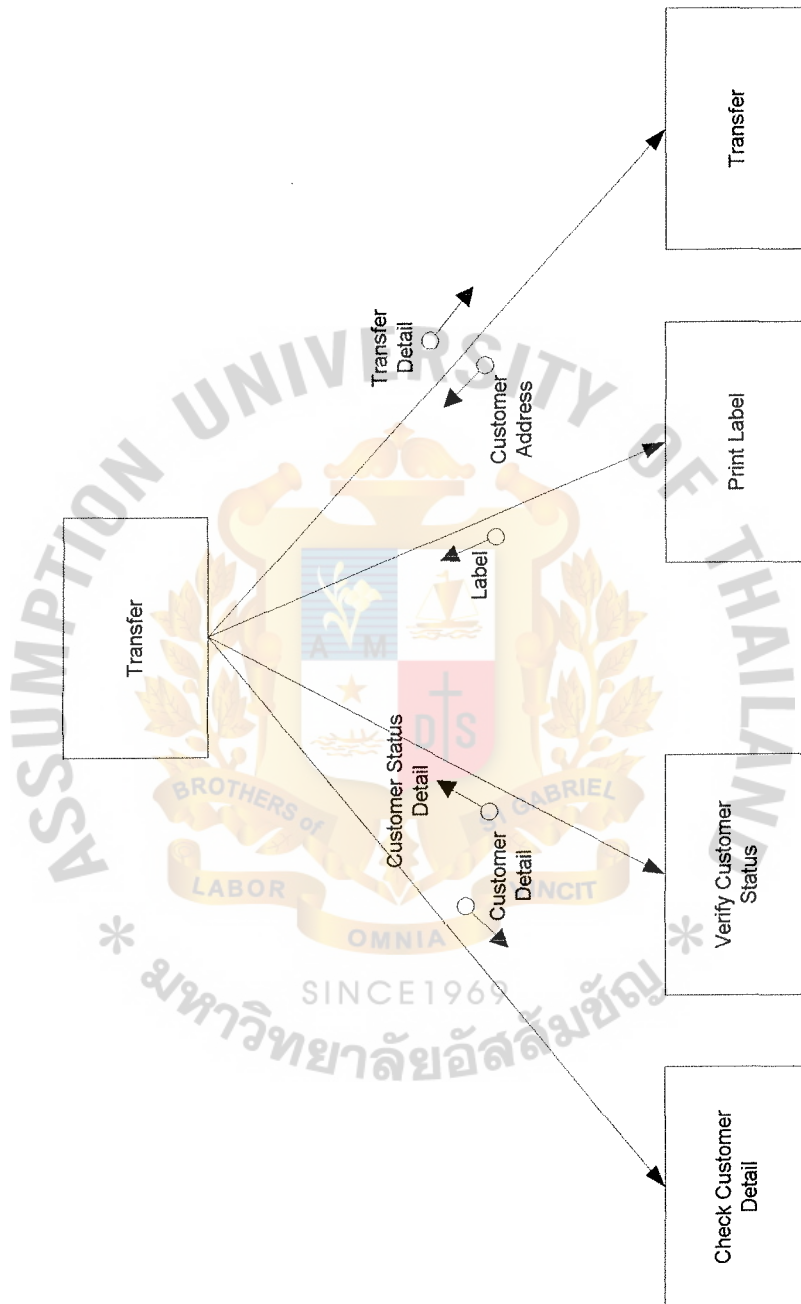 Transfer
Customer Status
Detail
Customer
Detail
Label
Transfer
Detail
Customer
Address
Check Customer
Detail
Verify Customer
Status
Print Label
Transfer
ASSUMPTION UNIVERSITY OF THAILAND
A M
D S
BROTHERS of ST GABRIEL
LABOR
OMNIA
VINCIT
SINCE1969
* มหาวิทยาลัยอัสสัมชัญ *